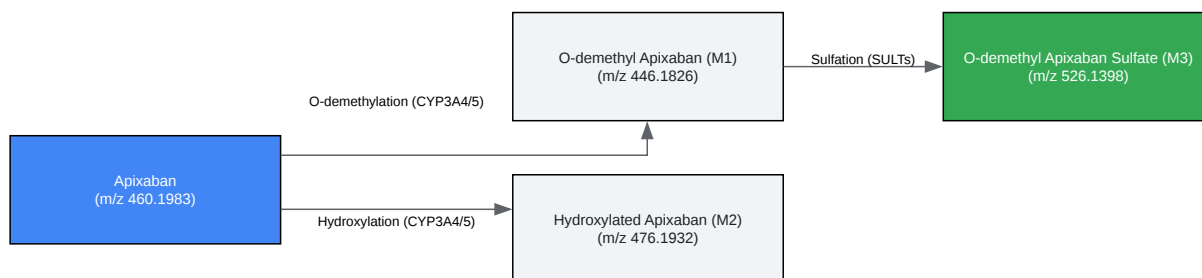 O-demethyl Apixaban (M1)
(m/z 446.1826)
Sulfation (SULTs)
O-demethyl Apixaban Sulfate (M3)
(m/z 526.1398)
O-demethylation (CYP3A4/5)
Apixaban
(m/z 460.1983)
Hydroxylation (CYP3A4/5)
Hydroxylated Apixaban (M2)
(m/z 476.1932)